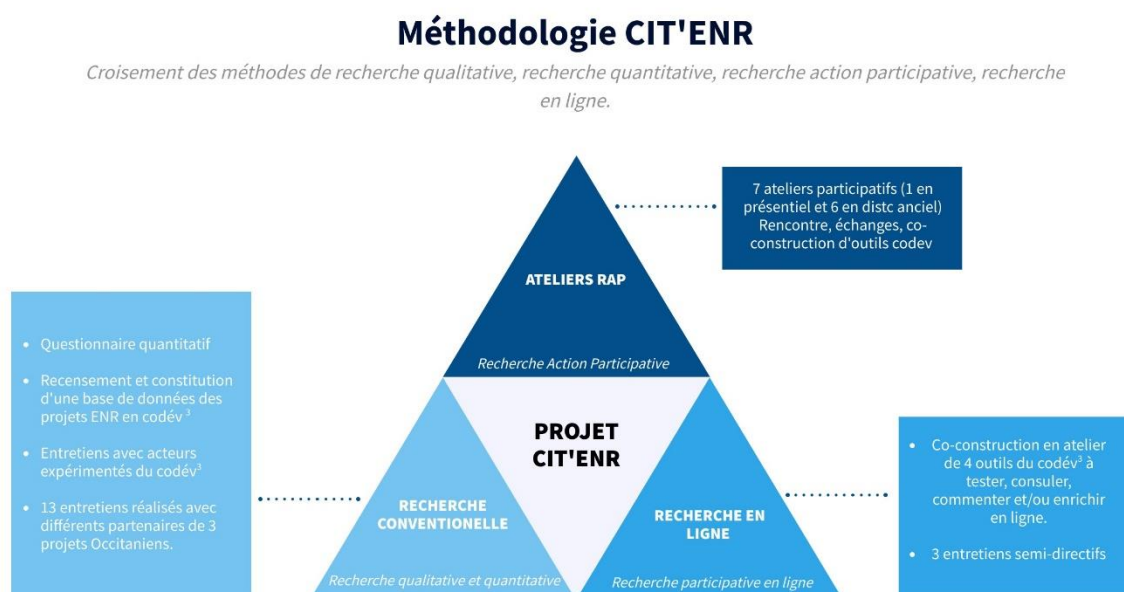 Méthodologie CIT'ENR
Croisement des méthodes de recherche qualitative, recherche quantitative, recherche action participative, recherche
en ligne.
7 ateliers participatifs (1 en
présentiel et 6 en distc anciel)
Rencontre, échanges, co-
construction d'outils codev
ATELIERS RAP
Recherche Action Participative
• Questionnaire quantitatif
• Recensement et constitution
d'une base de données des
projets ENR en codév ³
• Entretiens avec acteurs
expérimentés du codév³
• 13 entretiens réalisés avec
différents partenaires de 3
projets Occitaniens.
PROJET
CIT'ENR
RECHERCHE
CONVENTIONELLE
Recherche qualitative et quantitative
RECHERCHE EN
LIGNE
Recherche participative en ligne
• Co-construction en atelier
de 4 outils du codév³ à
tester, consuler,
commenter et/ou enrichir
en ligne.
• 3 entretiens semi-directifs